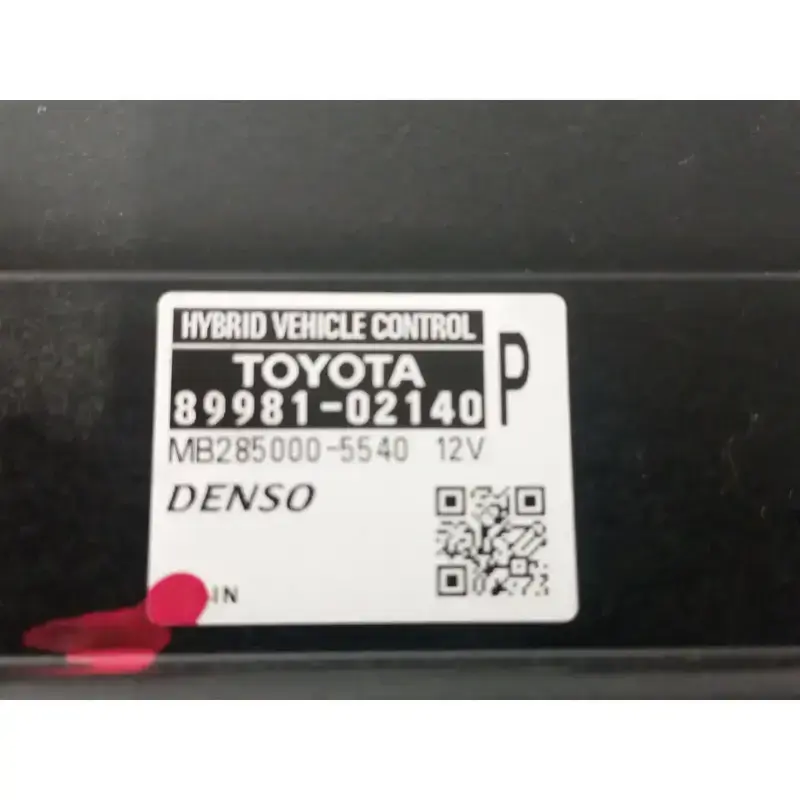 HYBRID VEHICLE CONTROL
TOYOTA
89981-02140
P
MB285000-5540 12V
DENSO
IN